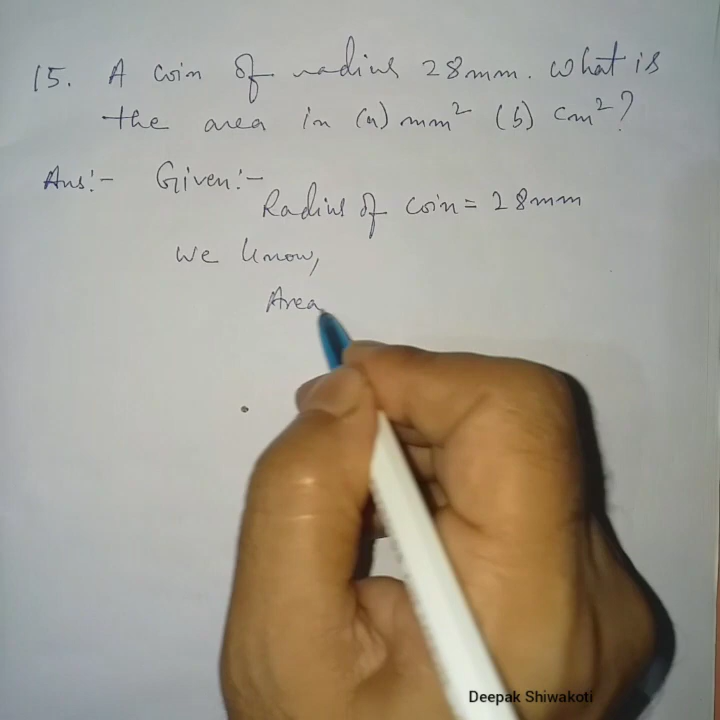 15. A coin of radius 28mm. What is
the area in (a) mm² (b) cm²?
Ans:- Given:-
Radius of coin = 28mm
We know,
Area
Deepak Shiwakoti